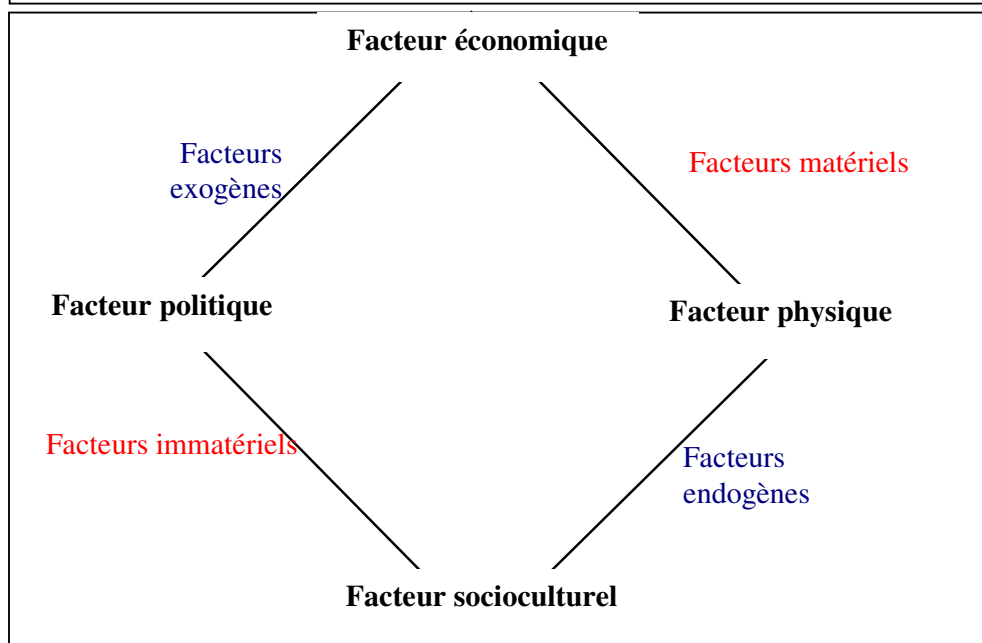 Facteur économique
Facteurs
exogènes
Facteurs matériels
Facteur politique
Facteur physique
Facteurs immatériels
Facteurs
endogènes
Facteur socioculturel